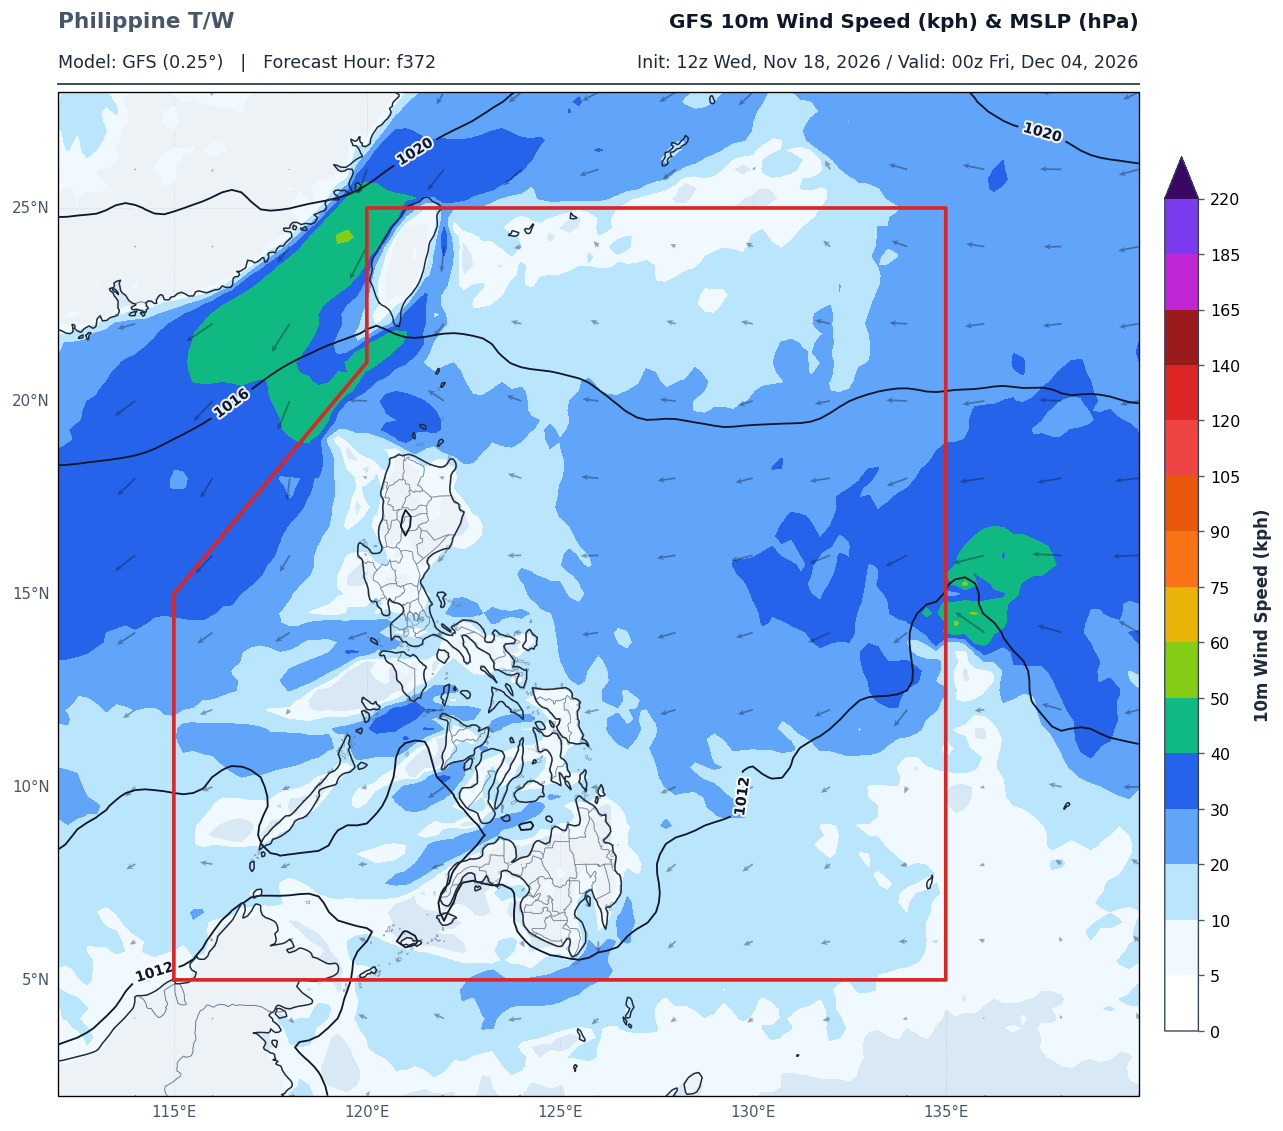 Philippine T/W
GFS 10m Wind Speed (kph) & MSLP (hPa)
Model: GFS (0.25°) | Forecast Hour: f372
Init: 12z Wed, Nov 18, 2026 / Valid: 00z Fri, Dec 04, 2026
1020
1020
1016
1012
1012
25°N
20°N
15°N
10°N
5°N
115°E
120°E
125°E
130°E
135°E
220
185
165
140
120
105
90
75
60
50
40
30
20
10
5
0
10m Wind Speed (kph)